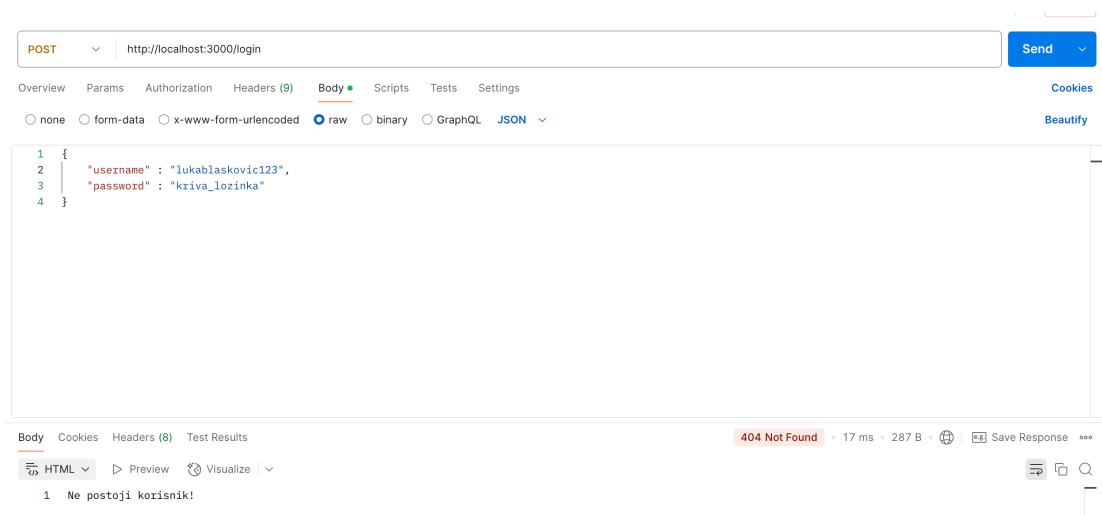 POST http://localhost:3000/login Send
Overview Params Authorization Headers (9) Body Scripts Tests Settings Cookies
none form-data x-www-form-urlencoded raw binary GraphQL JSON Beautify
1 {
2 "username" : "lukablaskovic123",
3 "password" : "kriva_lozinka"
4 }
Body Cookies Headers (8) Test Results 404 Not Found 17 ms 287 B e.g. Save Response
HTML Preview Visualize
1 Ne postoji korisnik!